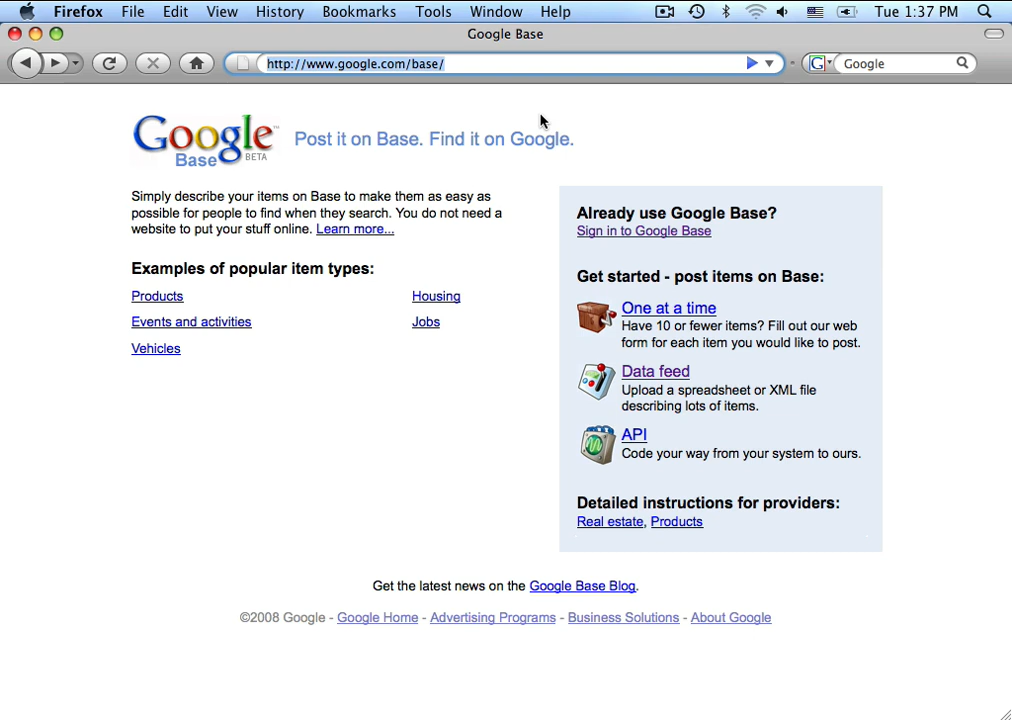 Firefox File Edit View History Bookmarks Tools Window Help Tue 1:37 PM
Google Base
http://www.google.com/base/ G Google
Google™ Base BETA
Post it on Base. Find it on Google.
Simply describe your items on Base to make them as easy as
possible for people to find when they search. You do not need a
website to put your stuff online. Learn more...
Examples of popular item types:
Products Housing
Events and activities Jobs
Vehicles
Already use Google Base?
Sign in to Google Base
Get started - post items on Base:
One at a time
Have 10 or fewer items? Fill out our web
form for each item you would like to post.
Data feed
Upload a spreadsheet or XML file
describing lots of items.
API
Code your way from your system to ours.
Detailed instructions for providers:
Real estate, Products
Get the latest news on the Google Base Blog.
©2008 Google - Google Home - Advertising Programs - Business Solutions - About Google